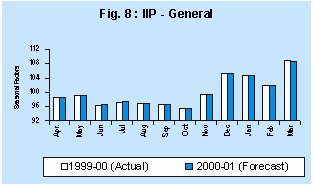 Fig. 8 : IIP - General
Seasonal Factors
112
108
104
100
96
92
Apr. May Jun Jul Aug Sep Oct Nov Dec Jan Feb Mar
1999-00 (Actual) 2000-01 (Forecast)